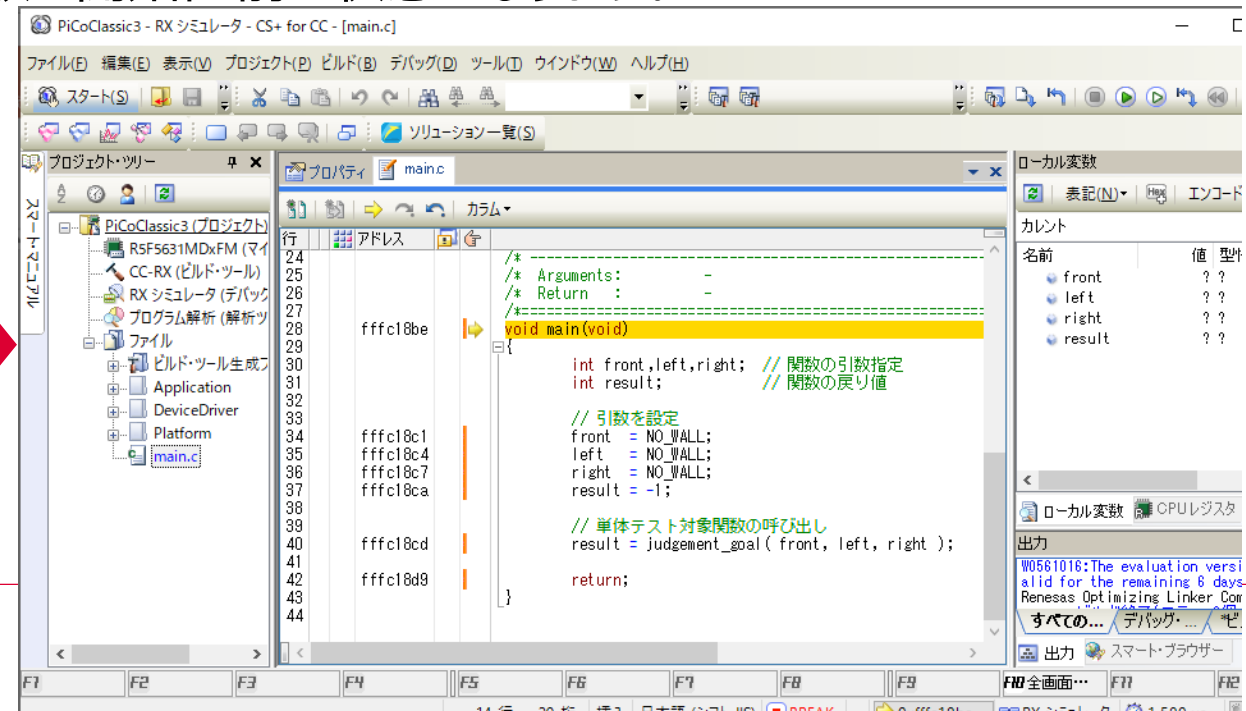 PiCoClassic3 - RX シミュレータ - CS+ for CC - [main.c]
ファイル(F) 編集(E) 表示(V) プロジェクト(P) ビルド(B) デバッグ(D) ツール(T) ウインドウ(W) ヘルプ(H)
スタート(S)
ソリューション一覧(S)
スマート・マニュアル
プロジェクト・ツリー
PiCoClassic3 (プロジェクト)
R5F5631MDxFM (マイ
CC-RX (ビルド・ツール)
RX シミュレータ (デバッグ
プログラム解析 (解析ツ
ファイル
ビルド・ツール生成フ
Application
DeviceDriver
Platform
main.c
プロパティ main.c
カラム
行 アドレス
24 /* --------------------------------------------------
25 /* Arguments: -
26 /* Return : -
27 /*--------------------------------------------------
28 fffc18be void main(void)
29 {
30 int front,left,right; // 関数の引数指定
31 int result; // 関数の戻り値
32
33 // 引数を設定
34 fffc18c1 front = NO_WALL;
35 fffc18c4 left = NO_WALL;
36 fffc18c7 right = NO_WALL;
37 fffc18ca result = -1;
38
39 // 単体テスト対象関数の呼び出し
40 fffc18cd result = judgement_goal( front, left, right );
41
42 fffc18d9 return;
43 }
44
ローカル変数
表記(N) Hex エンコード
カレント
名前 値 型
front ? ?
left ? ?
right ? ?
result ? ?
ローカル変数 CPUレジスタ
出力
W0561016:The evaluation versi
alid for the remaining 6 days
Renesas Optimizing Linker Com
すべての... デバッグ・... *ビ
出力 スマート・ブラウザー
F1 F2 F3 F4 F5 F6 F7 F8 F9 F10 全画面… F11 F12
BREAK